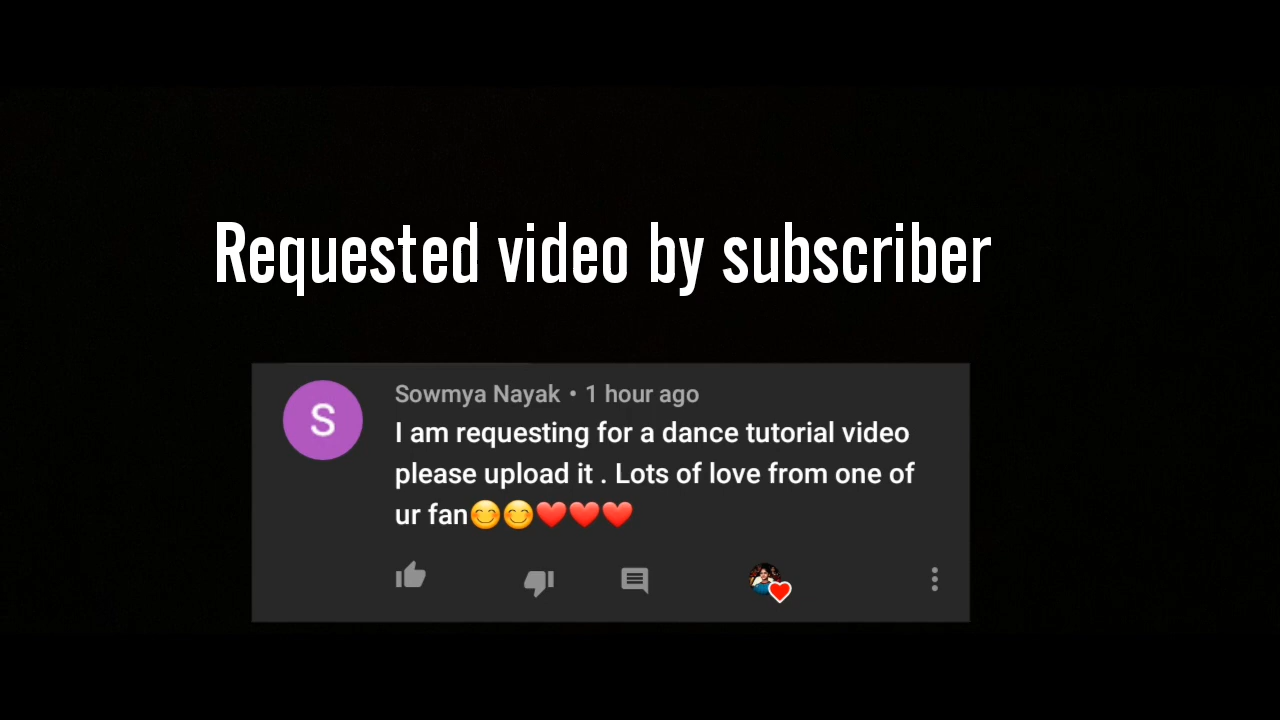 Requested video by subscriber
S
Sowmya Nayak • 1 hour ago
I am requesting for a dance tutorial video
please upload it . Lots of love from one of
ur fan😊😊❤️❤️❤️